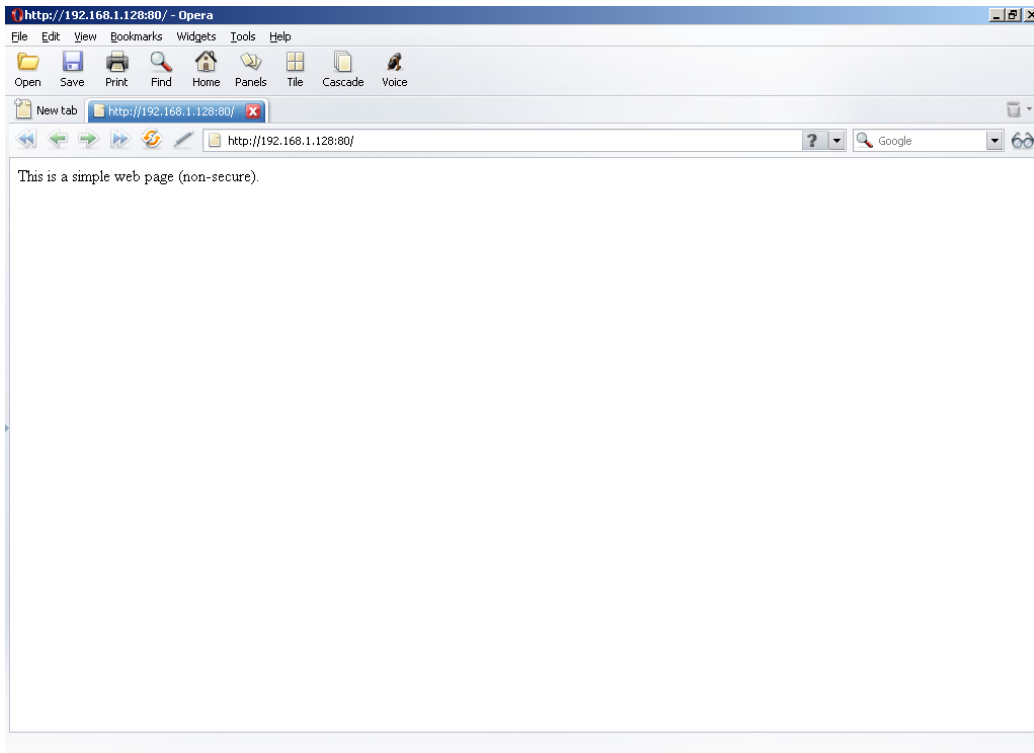 http://192.168.1.128:80/ - Opera
File Edit View Bookmarks Widgets Tools Help
Open Save Print Find Home Panels Tile Cascade Voice
New tab http://192.168.1.128:80/
http://192.168.1.128:80/ ? Google
This is a simple web page (non-secure).